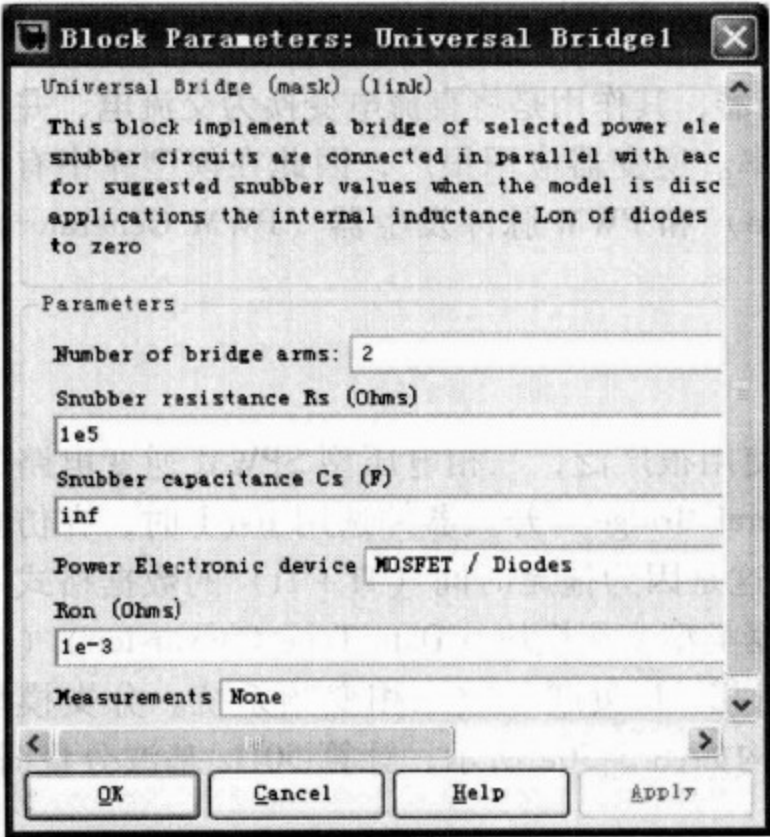 Block Parameters: Universal Bridge1
Universal Bridge (mask) (link)
This block implement a bridge of selected power ele
snubber circuits are connected in parallel with eac
for suggested snubber values when the model is disc
applications the internal inductance Lon of diodes
to zero
Parameters
Number of bridge arms: 2
Snubber resistance Rs (Ohms)
1e5
Snubber capacitance Cs (F)
inf
Power Electronic device MOSFET / Diodes
Ron (Ohms)
1e-3
Measurements None
OK Cancel Help Apply